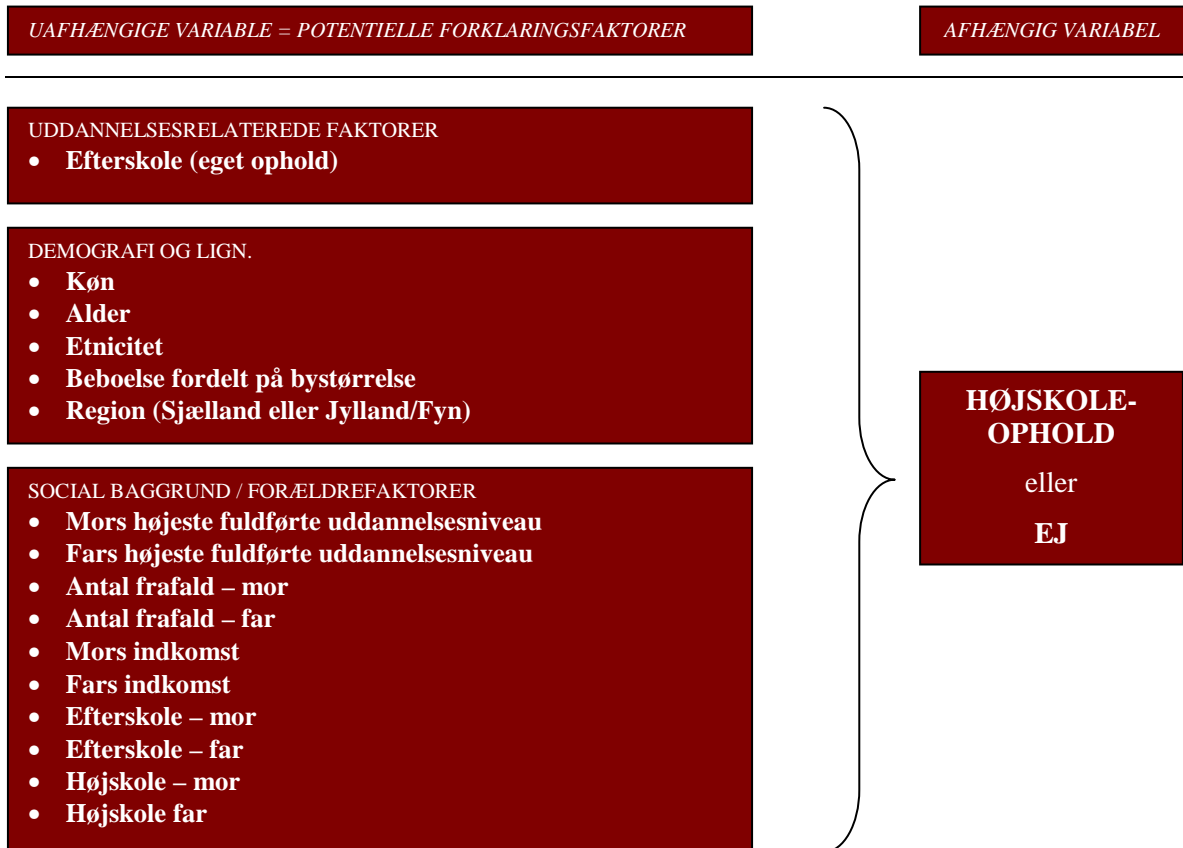 UAFHÆNGIGE VARIABLE = POTENTIELLE FORKLARINGSFAKTORER
AFHÆNGIG VARIABEL
UDDANNELSESRELATEREDE FAKTORER
• Efterskole (eget ophold)
DEMOGRAFI OG LIGN.
• Køn
• Alder
• Etnicitet
• Beboelse fordelt på bystørrelse
• Region (Sjælland eller Jylland/Fyn)
SOCIAL BAGGRUND / FORÆLDREFAKTORER
• Mors højeste fuldførte uddannelsesniveau
• Fars højeste fuldførte uddannelsesniveau
• Antal frafald – mor
• Antal frafald – far
• Mors indkomst
• Fars indkomst
• Efterskole – mor
• Efterskole – far
• Højskole – mor
• Højskole far
HØJSKOLE-
OPHOLD
eller
EJ